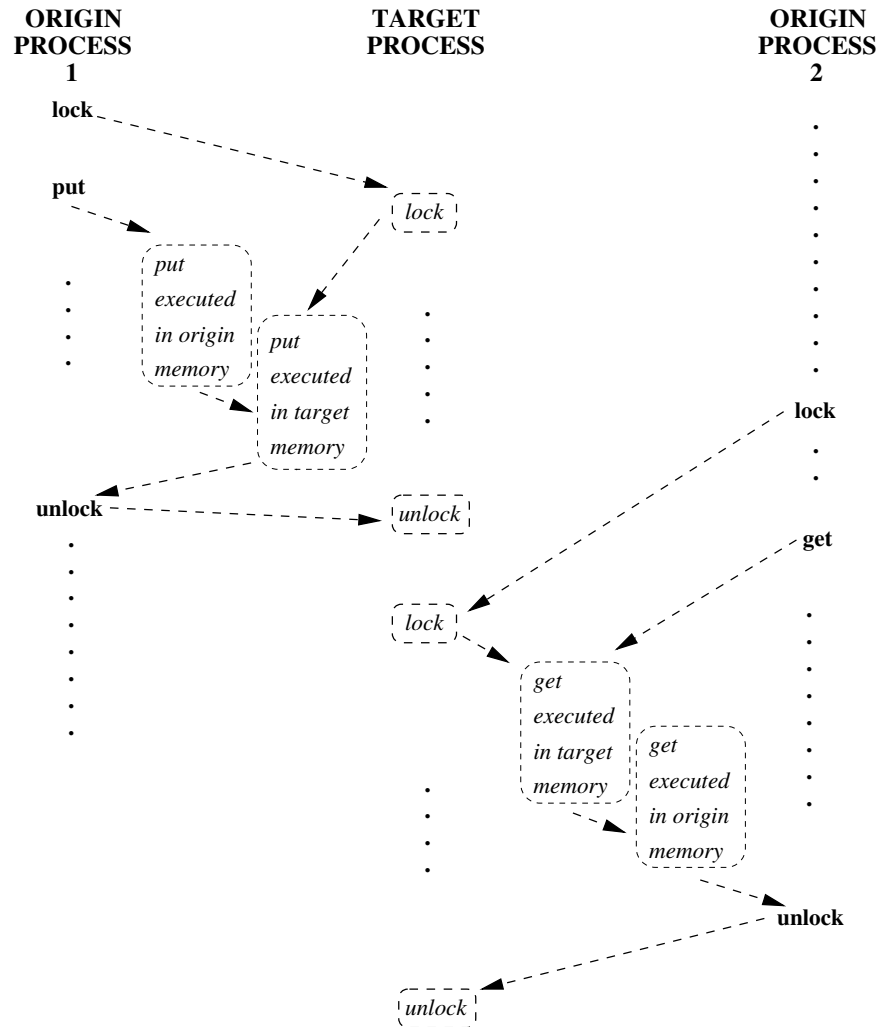 ORIGIN
PROCESS
1
TARGET
PROCESS
ORIGIN
PROCESS
2
lock
put
lock
put
executed
in origin
memory
put
executed
in target
memory
lock
unlock
unlock
get
lock
get
executed
in target
memory
get
executed
in origin
memory
unlock
unlock